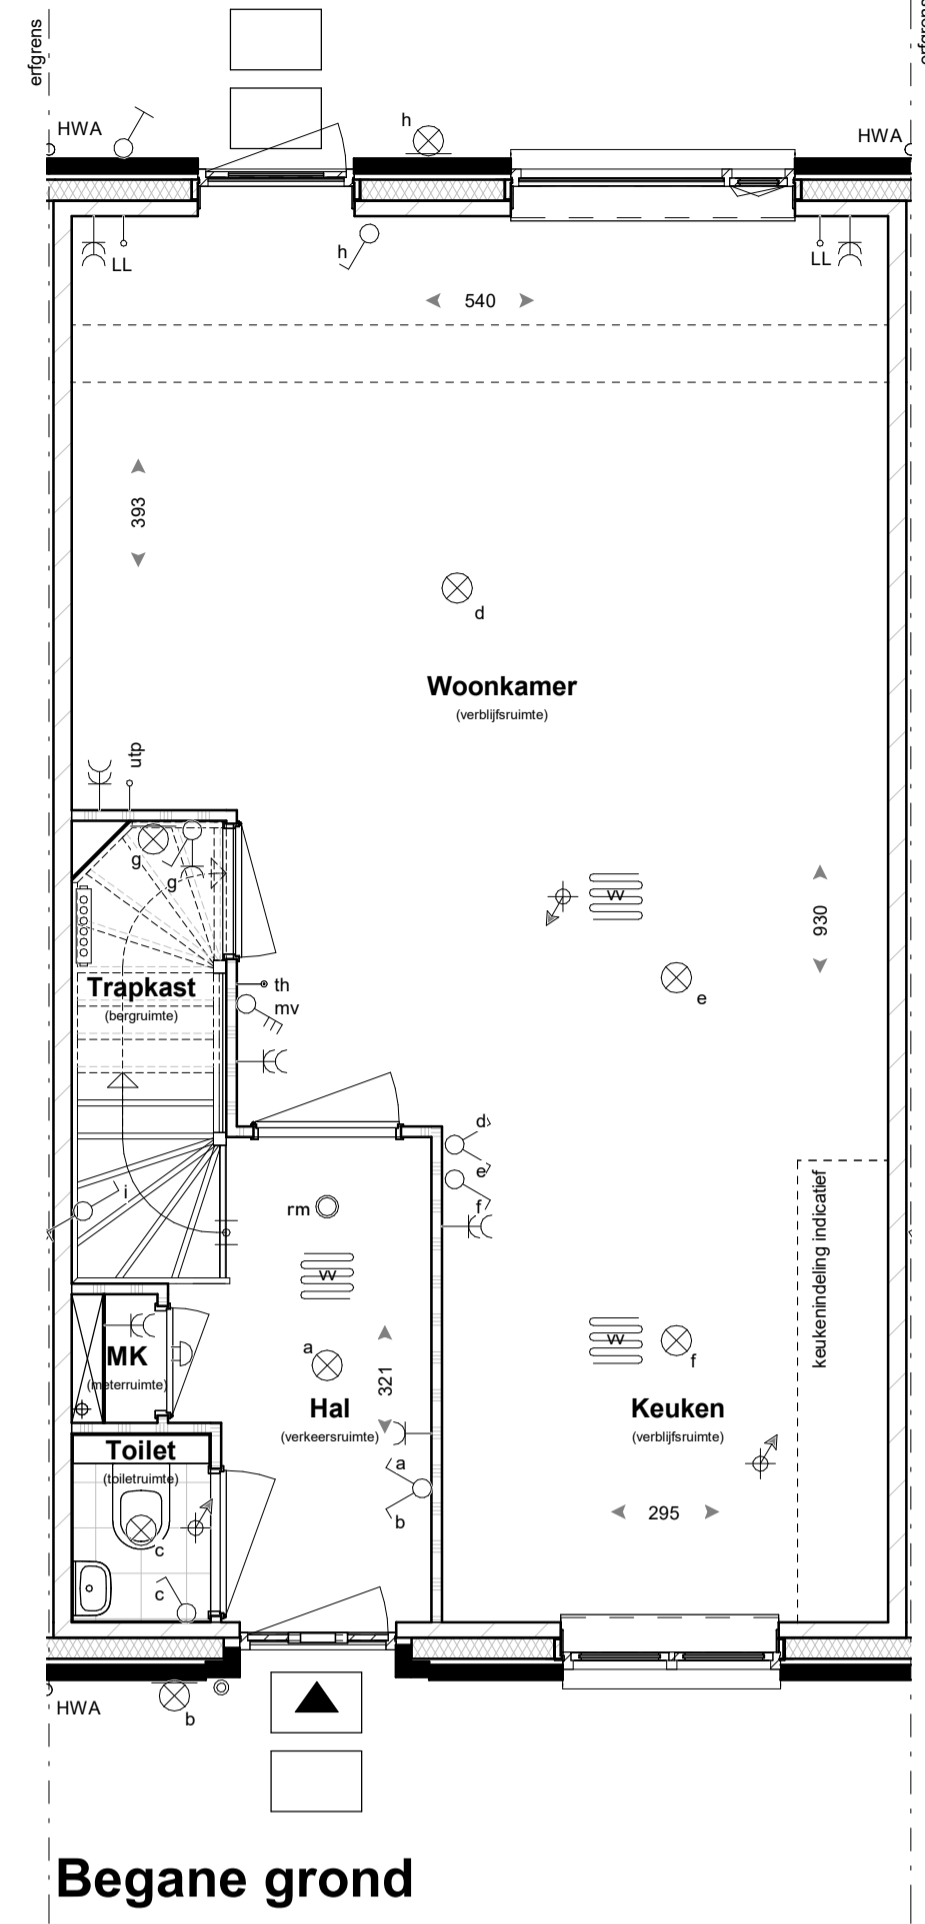 erfgrens
erfgrens
HWA
h
HWA
h
LL
LL
540
393
d
Woonkamer
(verblijfsruimte)
utp
g
g
vv
930
Trapkast
(bergruimte)
th
mv
e
d
e
f
i
rm
vv
keukenindeling indicatief
vv
f
a
321
MK
(meterruimte)
Hal
(verkeersruimte)
Keuken
(verblijfsruimte)
Toilet
(toiletruimte)
a
b
295
c
c
HWA
b
Begane grond